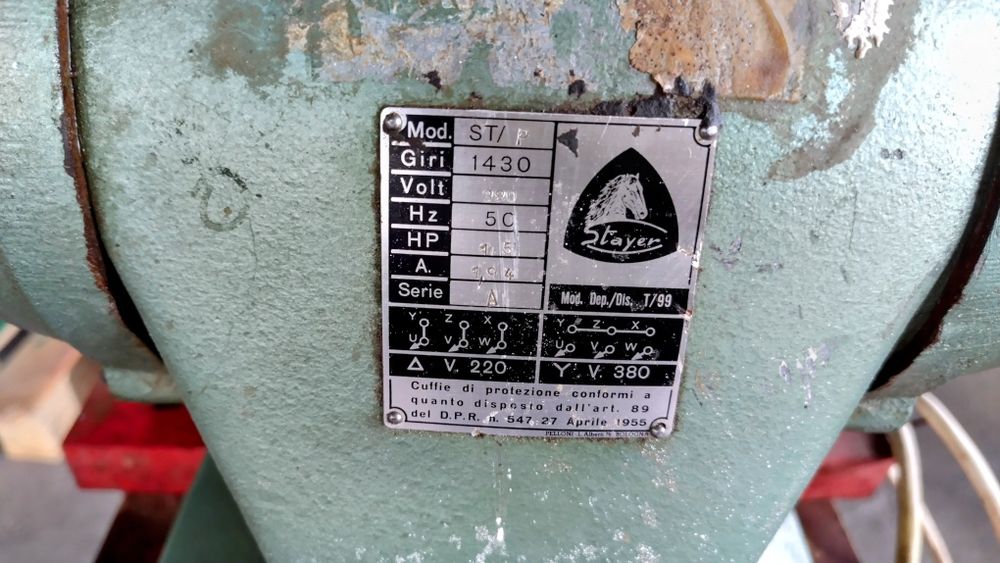 Mod. ST/
Giri 1430
Volt
Hz 50
HP
A.
Serie A
Stayer
Mod. Dep./Dis. T/99
Y Z X
U V W
Y Z X
U V W
Δ V. 220
Y V. 380
Cuffie di protezione conformi a
quanto disposto dall'art. 89
del D.P.R. n. 547, 27 Aprile 1955